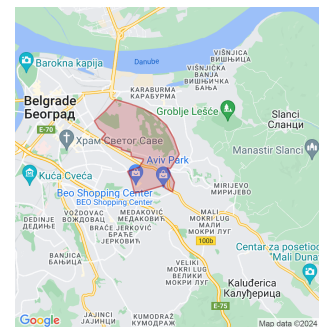 VIŠNJIČA
ВИШЊИЦА
Danube
Barokna kapija
VIŠNJIČKA
BANJA
ВИШЊИЧКА
БАЊА
KARABURMA
КАРАБУРМА
Belgrade
Београд
Groblje Lešće
Slanci
Сланци
E-70
Храм Светог Саве
Manastir Slanci
Aviv Park
Kuća Cveća
MIRIJEVO
МИРИЈЕВО
Beo Shopping Center
BEO Shopping Center
DEDINJE
ДЕДИЊЕ
VOŽDOVAC
ВОЖДОВАЦ
MEDAKOVIĆ
МЕДАКОВИЋ
MALI
MOKRI LUG
МАЛИ
МОКРИ ЛУГ
BRAĆE JERKOVIĆ
БРАЋЕ
ЈЕРКОВИЋ
100b
BANJICA
БАЊИЦА
Centar za posetio
(Mali Duna
VELIKI
MOKRI LUG
ВЕЛИКИ
МОКРИ ЛУГ
Kaluđerica
Калуђерица
E-75
JAJINCI
ЈАЈИНЦИ
KUMODRAŽ
КУМОДРАЖ
Google
Map data ©2024